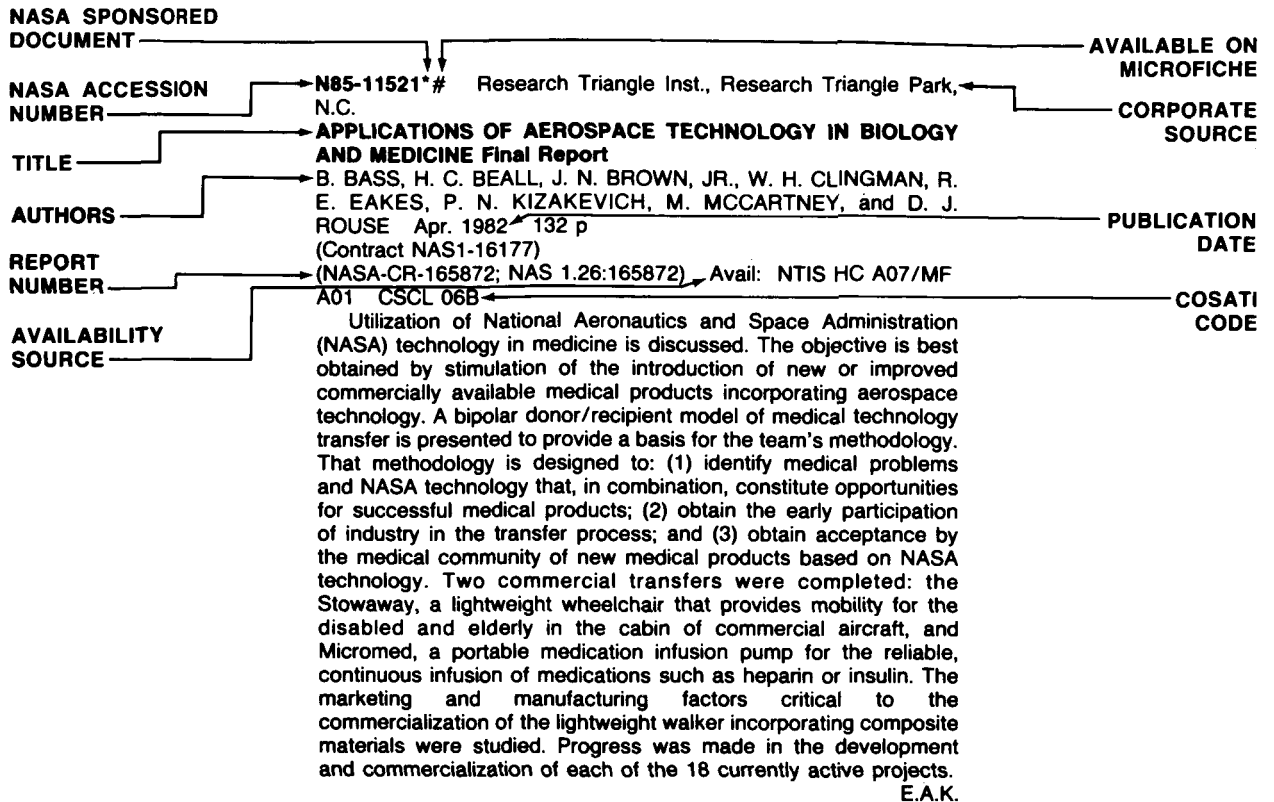 NASA SPONSORED
DOCUMENT
AVAILABLE ON
MICROFICHE
NASA ACCESSION
NUMBER
N85-11521*# Research Triangle Inst., Research Triangle Park,
N.C.
CORPORATE
SOURCE
TITLE
APPLICATIONS OF AEROSPACE TECHNOLOGY IN BIOLOGY
AND MEDICINE Final Report
AUTHORS
B. BASS, H. C. BEALL, J. N. BROWN, JR., W. H. CLINGMAN, R.
E. EAKES, P. N. KIZAKEVICH, M. MCCARTNEY, and D. J.
ROUSE Apr. 1982 132 p
PUBLICATION
DATE
(Contract NAS1-16177)
REPORT
NUMBER
(NASA-CR-165872; NAS 1.26:165872) Avail: NTIS HC A07/MF
A01 CSCL 06B
COSATI
CODE
AVAILABILITY
SOURCE
Utilization of National Aeronautics and Space Administration
(NASA) technology in medicine is discussed. The objective is best
obtained by stimulation of the introduction of new or improved
commercially available medical products incorporating aerospace
technology. A bipolar donor/recipient model of medical technology
transfer is presented to provide a basis for the team's methodology.
That methodology is designed to: (1) identify medical problems
and NASA technology that, in combination, constitute opportunities
for successful medical products; (2) obtain the early participation
of industry in the transfer process; and (3) obtain acceptance by
the medical community of new medical products based on NASA
technology. Two commercial transfers were completed: the
Stowaway, a lightweight wheelchair that provides mobility for the
disabled and elderly in the cabin of commercial aircraft, and
Micromed, a portable medication infusion pump for the reliable,
continuous infusion of medications such as heparin or insulin. The
marketing and manufacturing factors critical to the
commercialization of the lightweight walker incorporating composite
materials were studied. Progress was made in the development
and commercialization of each of the 18 currently active projects.
E.A.K.